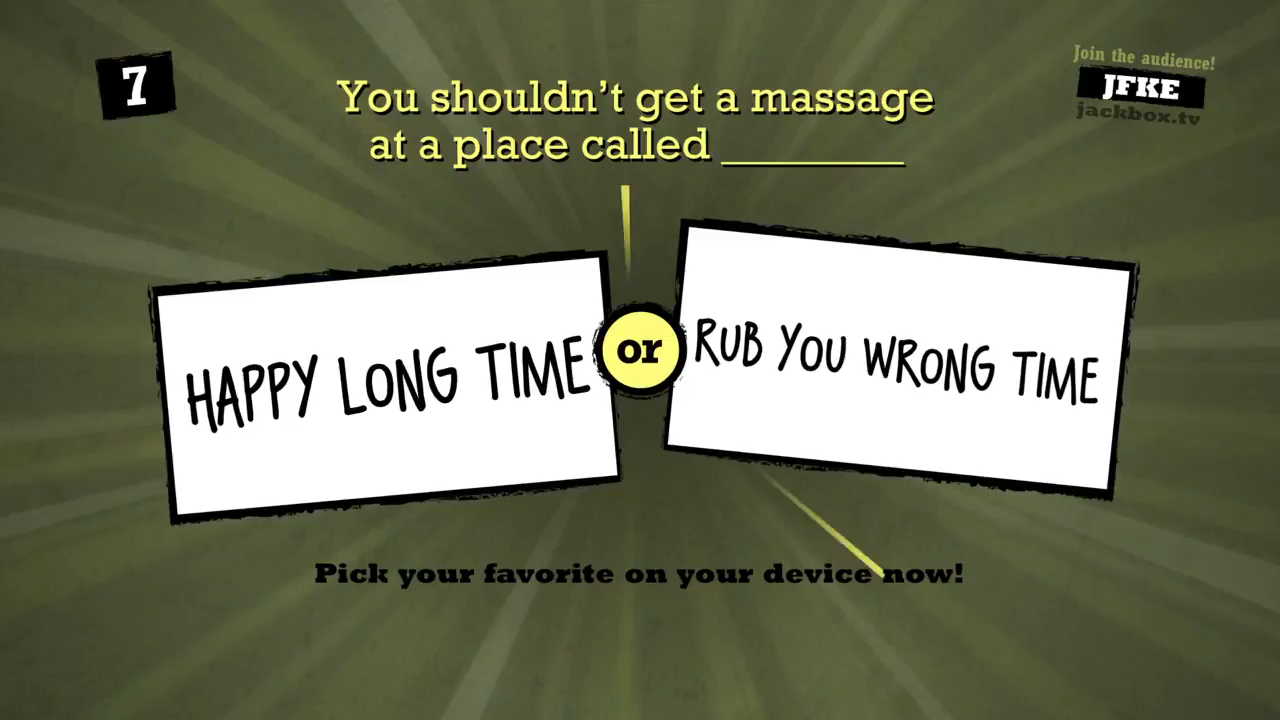 7
You shouldn't get a massage
at a place called ________
Join the audience!
JFKE
jackbox.tv
HAPPY LONG TIME
or
RUB YOU WRONG TIME
Pick your favorite on your device now!